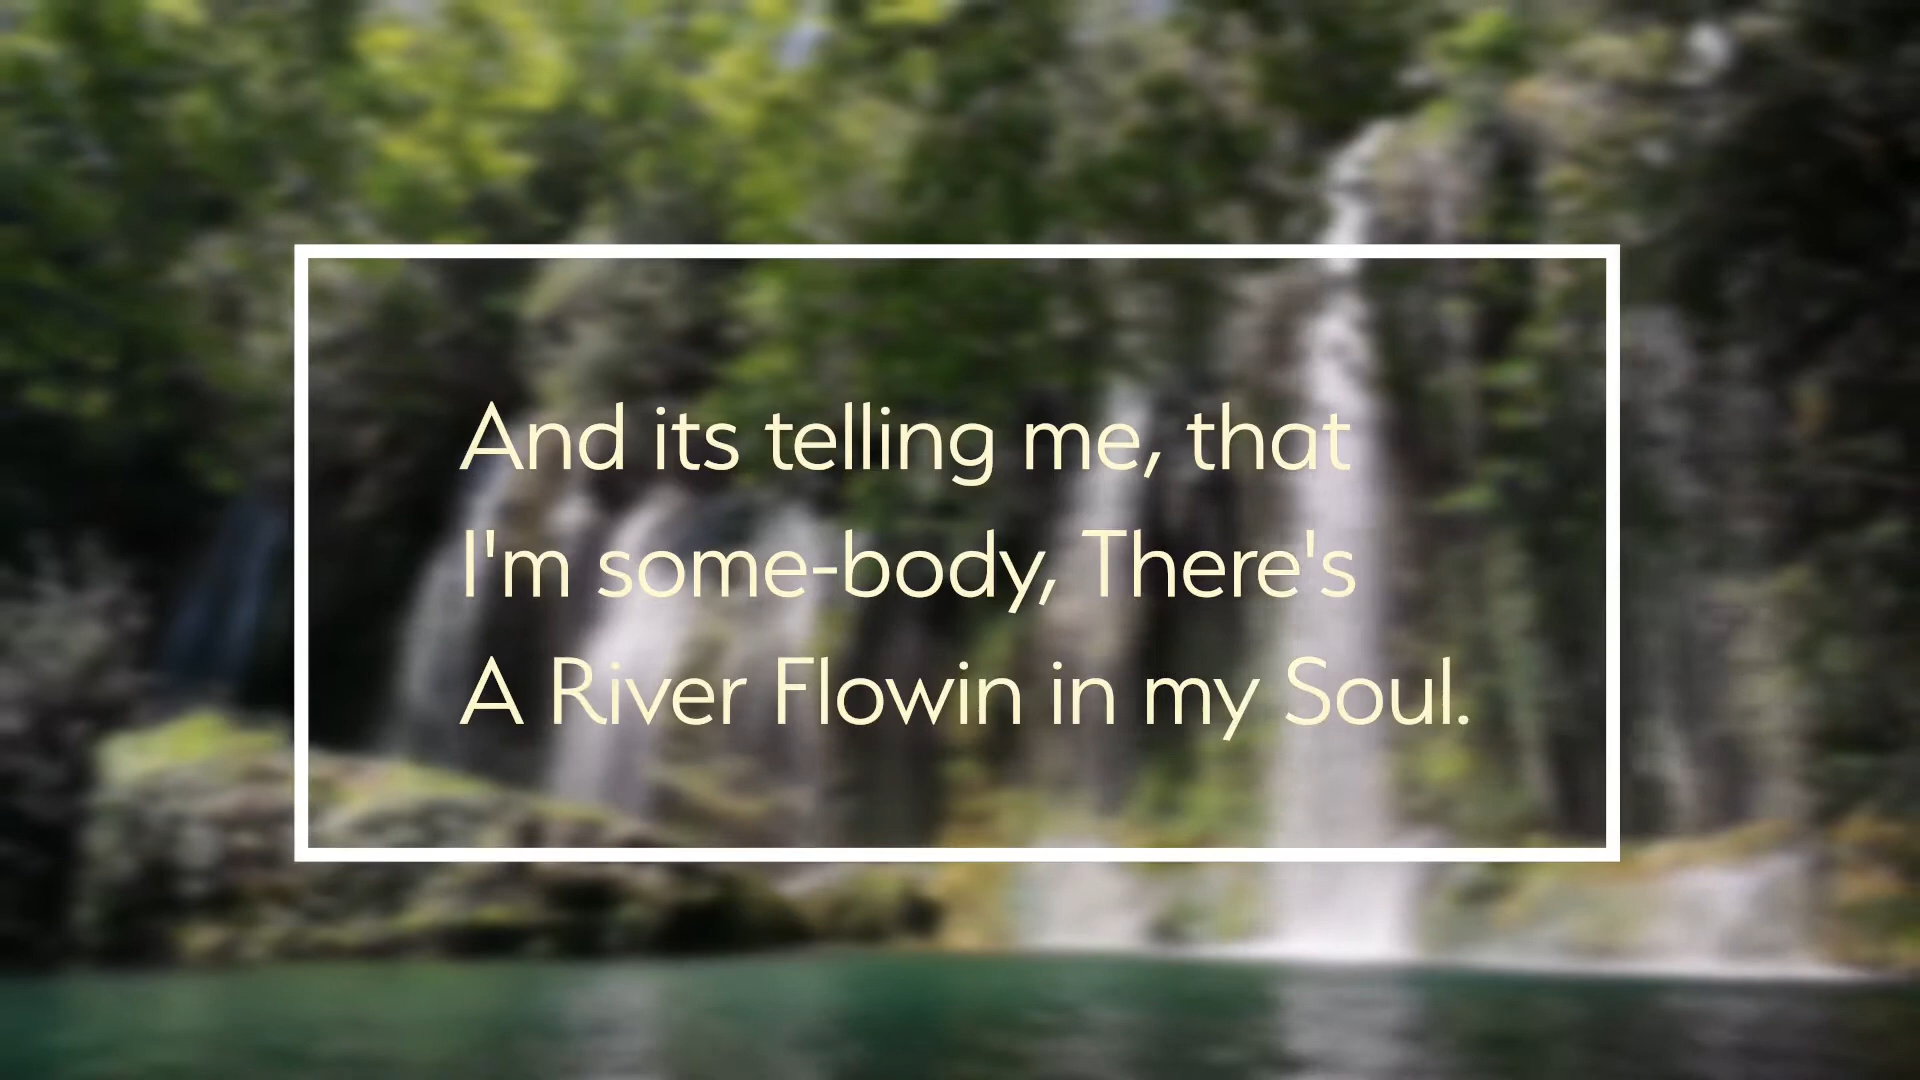 And its telling me, that
I'm some-body, There's
A River Flowin in my Soul.